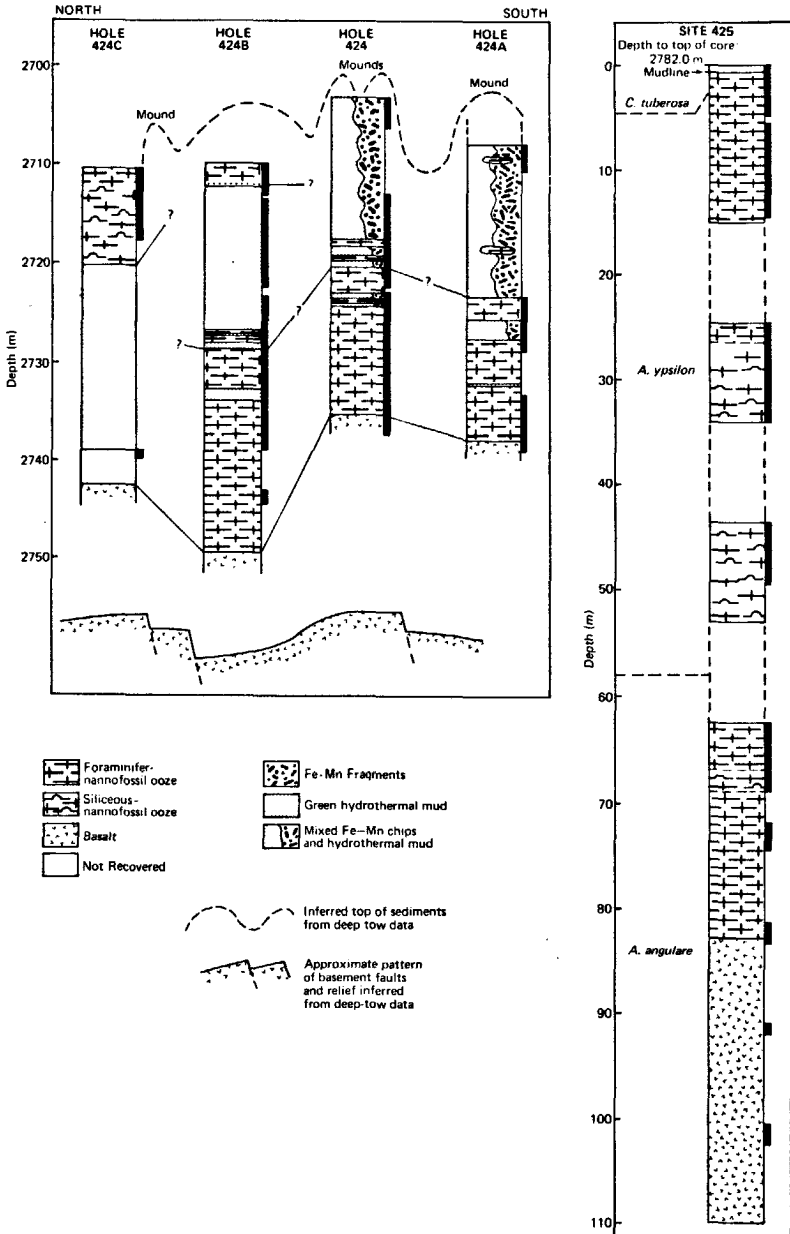 NORTH
SOUTH
HOLE
424C
HOLE
424B
HOLE
424
HOLE
424A
Mound
Mounds
Mound
2700
2710
2720
2730
2740
2750
Depth (m)
?
?
?
?
?
Foraminifer-
nannofossil ooze
Siliceous-
nannofossil ooze
Basalt
Not Recovered
Fe-Mn Fragments
Green hydrothermal mud
Mixed Fe-Mn chips
and hydrothermal mud
Inferred top of sediments
from deep tow data
Approximate pattern
of basement faults
and relief inferred
from deep-tow data
SITE 425
Depth to top of core:
2782.0 m
Mudline
C. tuberosa
A. ypsilon
A. angulare
0
10
20
30
40
50
60
70
80
90
100
110
Depth (m)